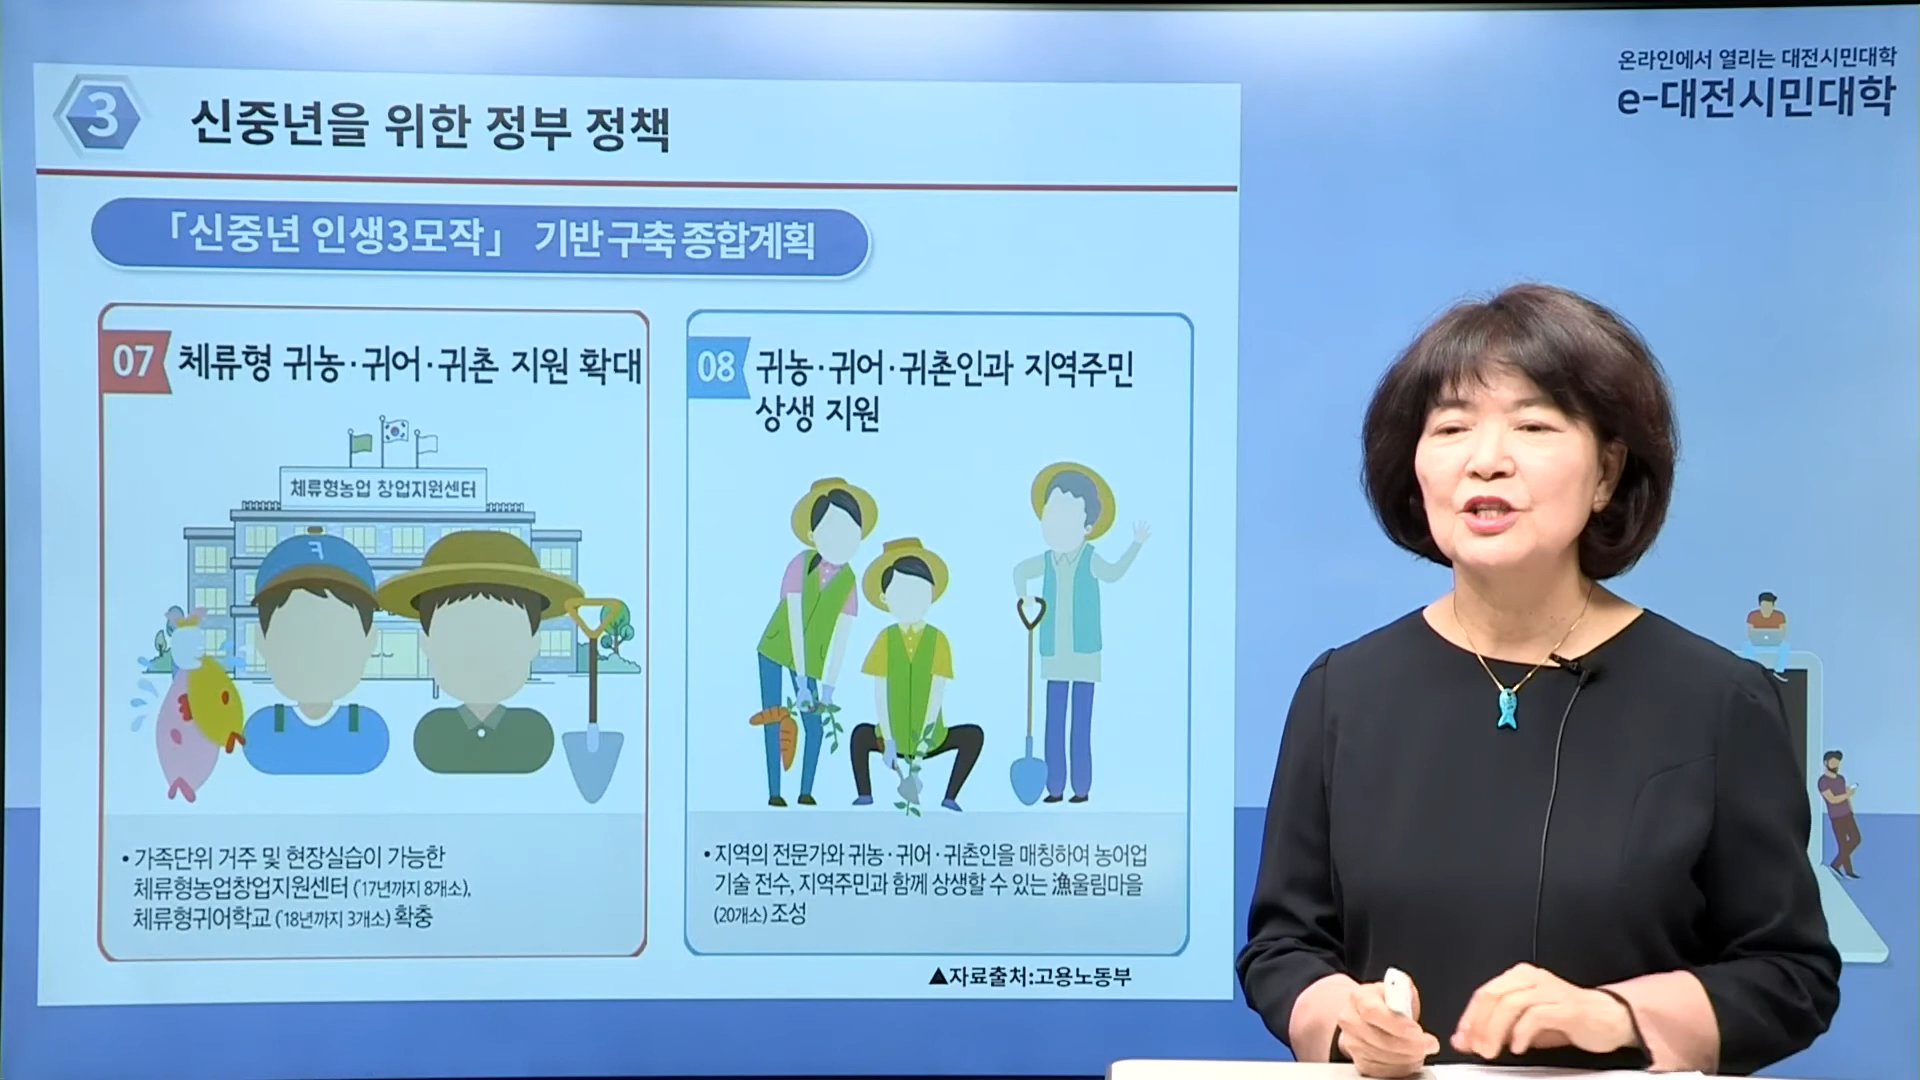 온라인에서 열리는 대전시민대학
e-대전시민대학
3 신중년을 위한 정부 정책
「신중년 인생3모작」 기반구축 종합계획
07 체류형 귀농·귀어·귀촌 지원 확대
체류형농업 창업지원센터
ㅋ
• 가족단위 거주 및 현장실습이 가능한
체류형농업창업지원센터 ('17년까지 8개소),
체류형귀어학교 ('18년까지 3개소) 확충
08 귀농·귀어·귀촌인과 지역주민
상생 지원
• 지역의 전문가와 귀농·귀어·귀촌인을 매칭하여 농어업
기술 전수, 지역주민과 함께 상생할 수 있는 漁울림마을
(20개소) 조성
▲자료출처:고용노동부